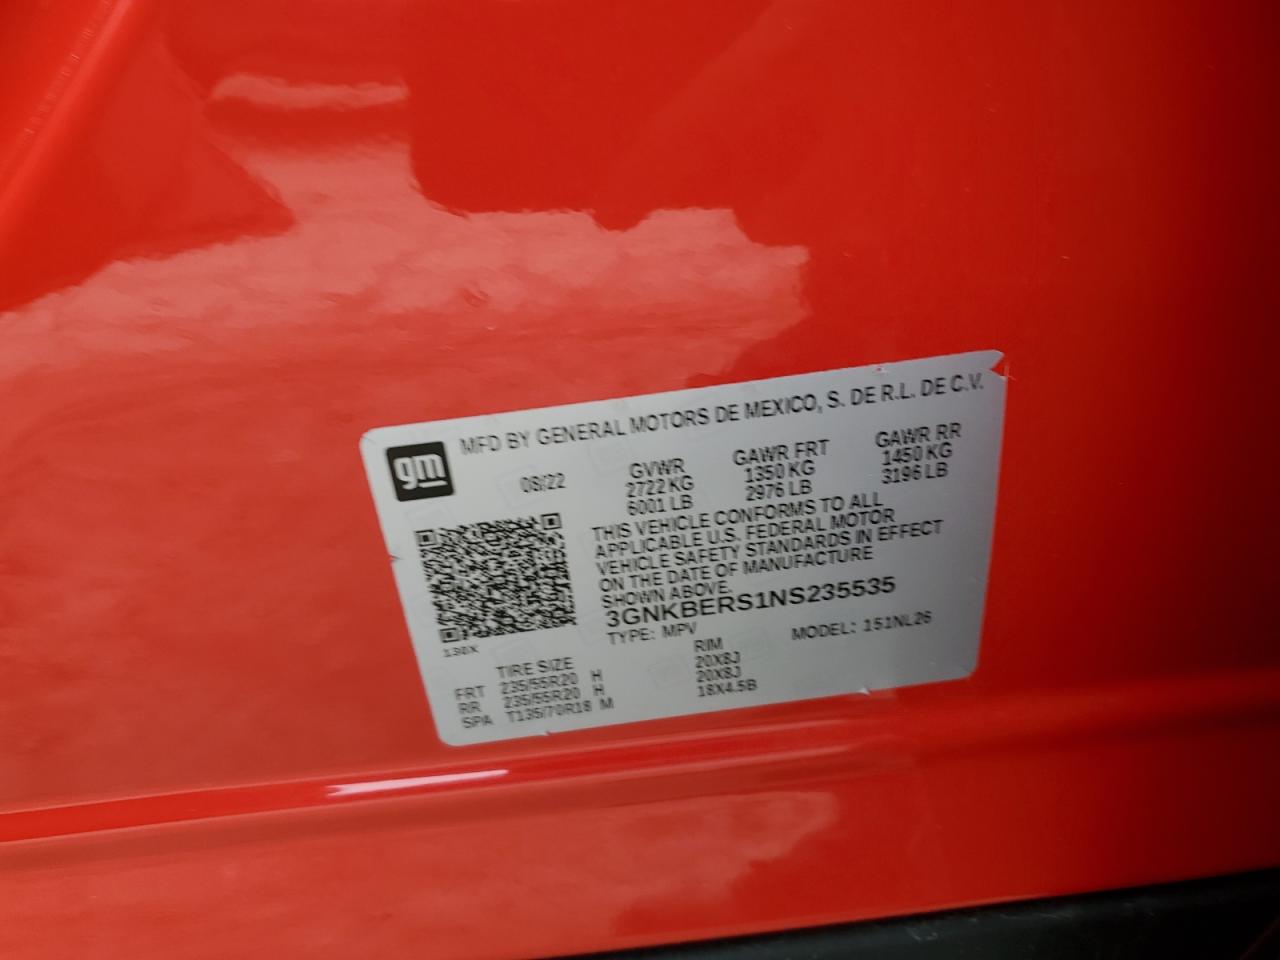 gm
MFD BY GENERAL MOTORS DE MEXICO, S. DE R.L. DE C.V.
08/22
GVWR GAWR FRT GAWR RR
2722 KG 1350 KG 1450 KG
6001 LB 2976 LB 3196 LB
THIS VEHICLE CONFORMS TO ALL
APPLICABLE U.S. FEDERAL MOTOR
VEHICLE SAFETY STANDARDS IN EFFECT
ON THE DATE OF MANUFACTURE
SHOWN ABOVE.
3GNKBERS1NS235535
TYPE: MPV MODEL: 151NL26
TIRE SIZE RIM
FRT 235/55R20 H 20X8J
RR 235/55R20 H 20X8J
SPA T135/70R18 M 18X4.5B